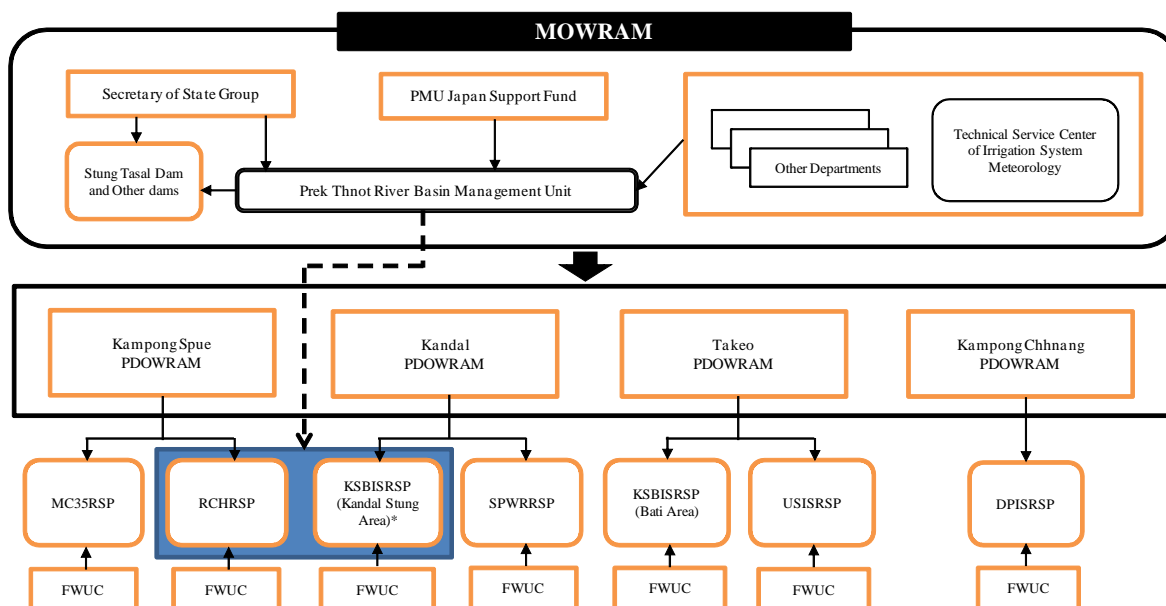 MOWRAM
Secretary of State Group
PMU Japan Support Fund
Other Departments
Technical Service Center
of Irrigation System
Meteorology
Stung Tasal Dam
and Other dams
Prek Thnot River Basin Management Unit
Kampong Spue
PDOWRAM
Kandal
PDOWRAM
Takeo
PDOWRAM
Kampong Chhnang
PDOWRAM
MC35RSP
RCHRSP
KSBISRSP
(Kandal Stung
Area)*
SPWRRSP
KSBISRSP
(Bati Area)
USISRSP
DPISRSP
FWUC
FWUC
FWUC
FWUC
FWUC
FWUC
FWUC